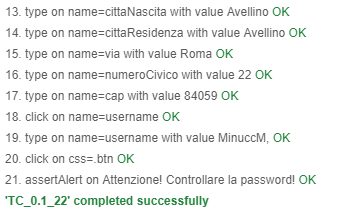 13. type on name=cittaNascita with value Avellino OK
14. type on name=cittaResidenza with value Avellino OK
15. type on name=via with value Roma OK
16. type on name=numeroCivico with value 22 OK
17. type on name=cap with value 84059 OK
18. click on name=username OK
19. type on name=username with value MinuccM, OK
20. click on css=.btn OK
21. assertAlert on Attenzione! Controllare la password! OK
'TC_0.1_22' completed successfully